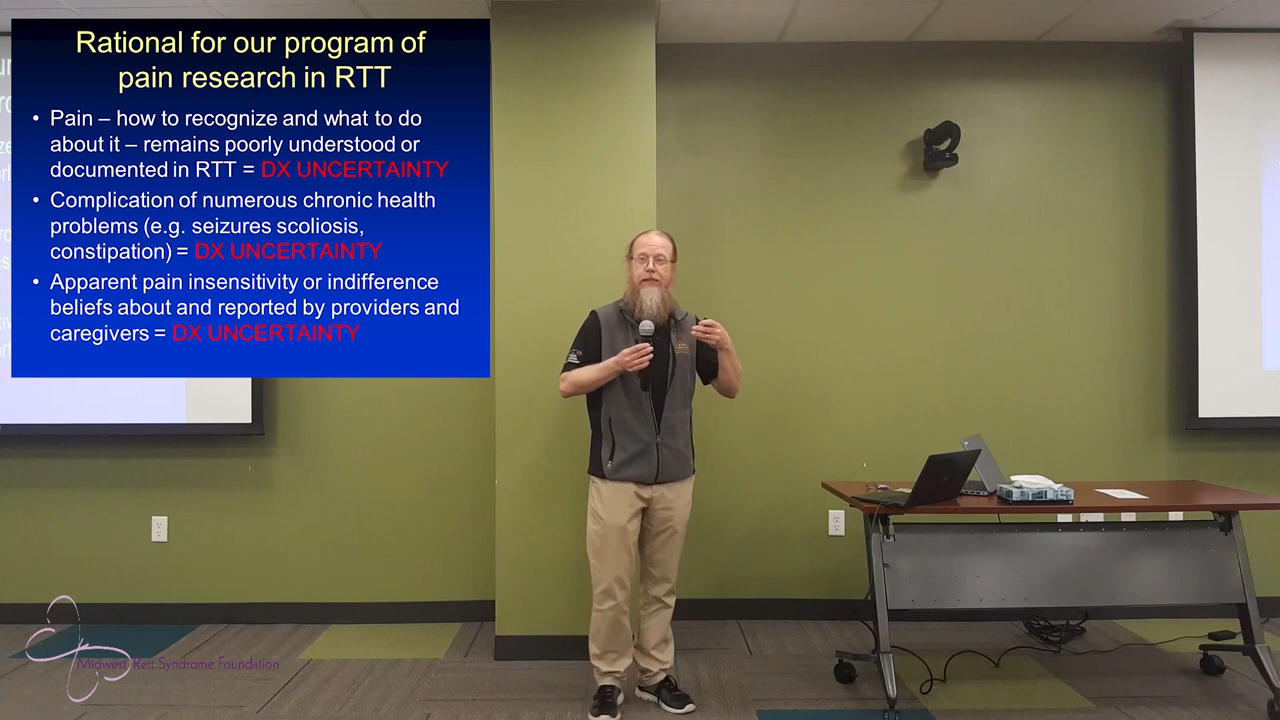 Rational for our program of
pain research in RTT
• Pain – how to recognize and what to do
about it – remains poorly understood or
documented in RTT = DX UNCERTAINTY
• Complication of numerous chronic health
problems (e.g. seizures scoliosis,
constipation) = DX UNCERTAINTY
• Apparent pain insensitivity or indifference
beliefs about and reported by providers and
caregivers = DX UNCERTAINTY
Midwest Rett Syndrome Foundation